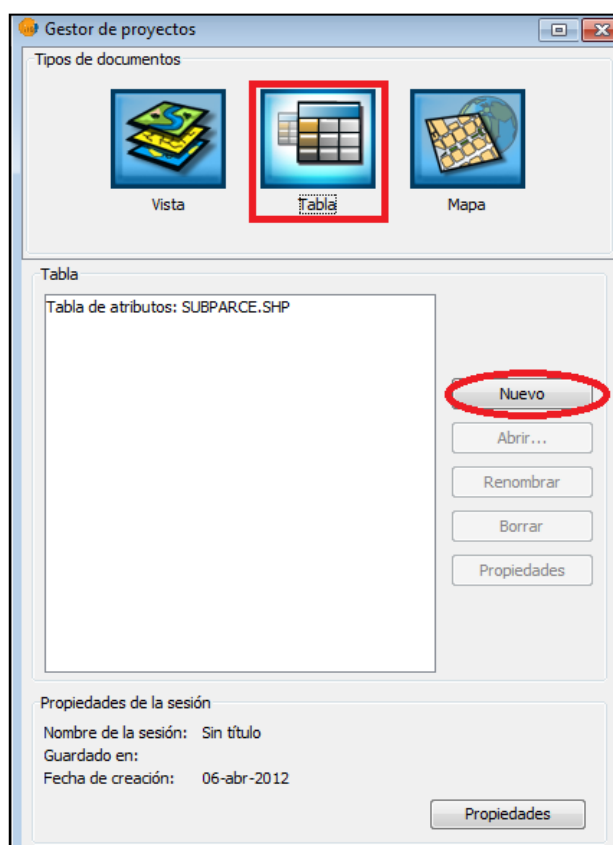 Gestor de proyectos
Tipos de documentos
Vista
Tabla
Mapa
Tabla
Tabla de atributos: SUBPARCE.SHP
Nuevo
Abrir...
Renombrar
Borrar
Propiedades
Propiedades de la sesión
Nombre de la sesión: Sin título
Guardado en:
Fecha de creación: 06-abr-2012
Propiedades